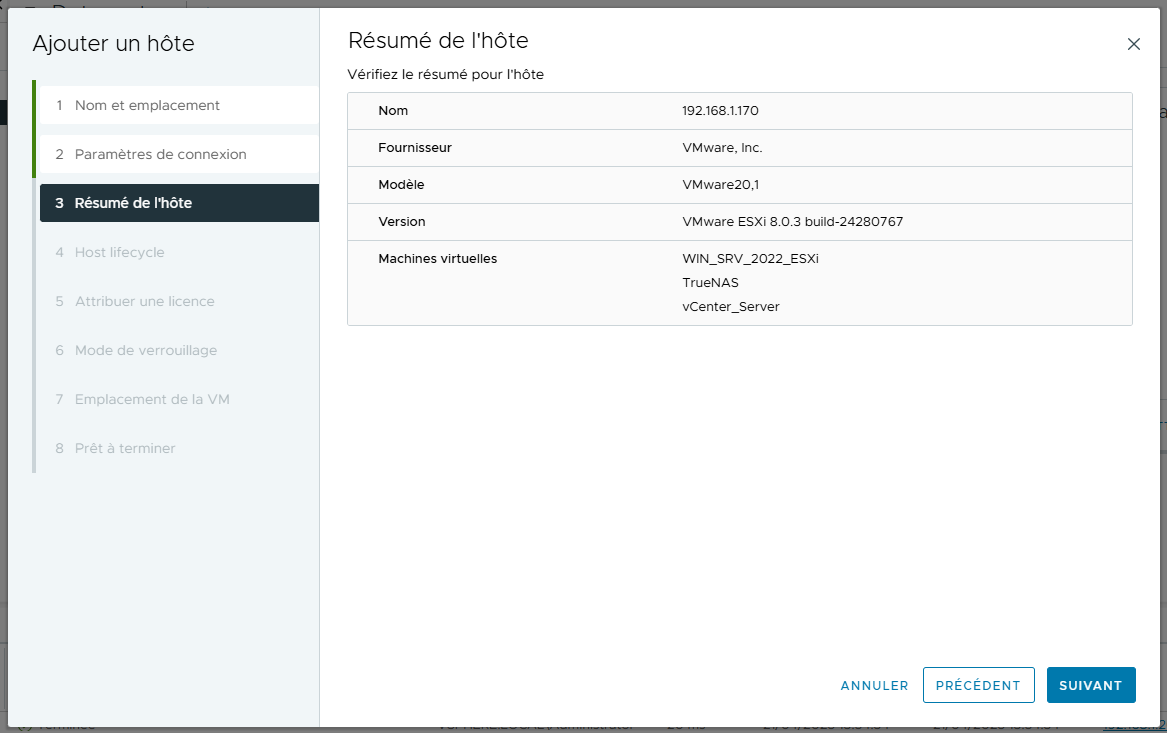 Ajouter un hôte
1 Nom et emplacement
2 Paramètres de connexion
3 Résumé de l'hôte
4 Host lifecycle
5 Attribuer une licence
6 Mode de verrouillage
7 Emplacement de la VM
8 Prêt à terminer
Résumé de l'hôte
Vérifiez le résumé pour l'hôte
Nom 192.168.1.170
Fournisseur VMware, Inc.
Modèle VMware20,1
Version VMware ESXi 8.0.3 build-24280767
Machines virtuelles WIN_SRV_2022_ESXi
TrueNAS
vCenter_Server
ANNULER PRÉCÉDENT SUIVANT